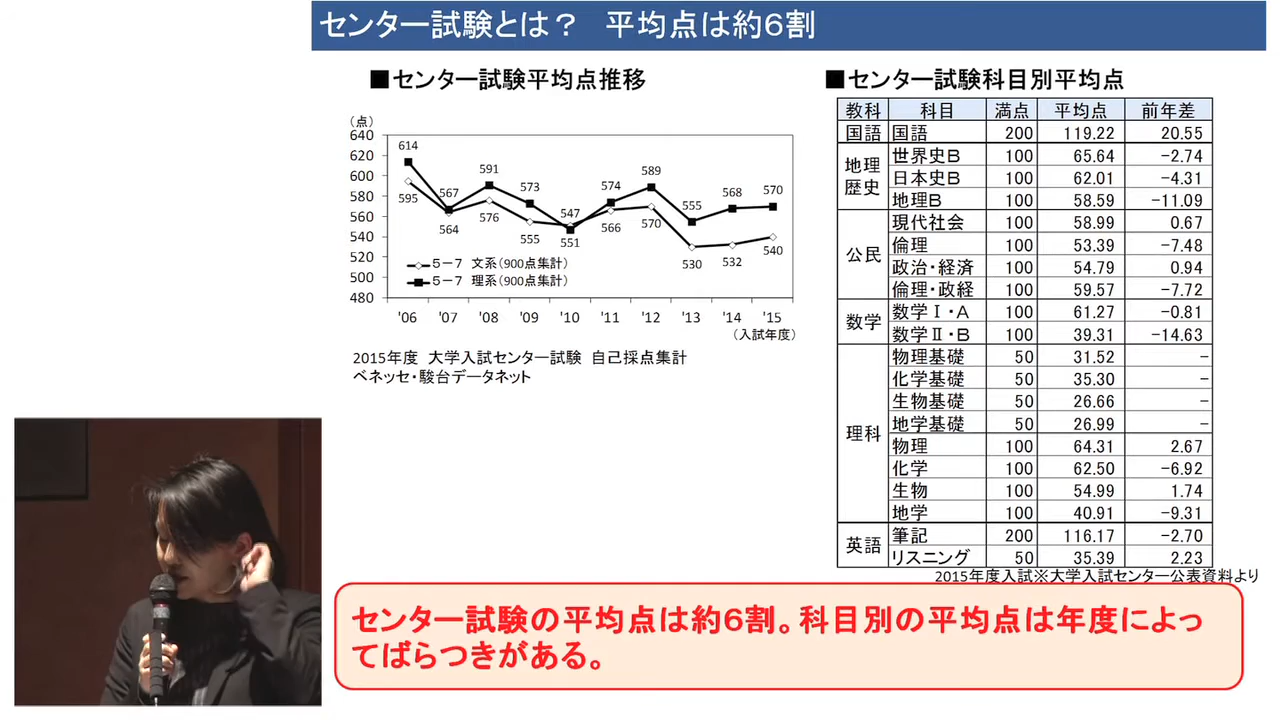 センター試験とは？　平均点は約６割
■センター試験平均点推移
（点）
640
620
600
580
560
540
520
500
480
614 567 591 573 547 574 589 555 568 570
595 564 576 555 551 566 570 530 532 540
５－７ 文系（900点集計）
５－７ 理系（900点集計）
'06 '07 '08 '09 '10 '11 '12 '13 '14 '15
（入試年度）
2015年度 大学入試センター試験 自己採点集計
ベネッセ・駿台データネット
■センター試験科目別平均点
教科 科目 満点 平均点 前年差
国語 国語 200 119.22 20.55
地理歴史 世界史B 100 65.64 -2.74
日本史B 100 62.01 -4.31
地理B 100 58.59 -11.09
公民 現代社会 100 58.99 0.67
倫理 100 53.39 -7.48
政治・経済 100 54.79 0.94
倫理・政経 100 59.57 -7.72
数学 数学Ⅰ・A 100 61.27 -0.81
数学Ⅱ・B 100 39.31 -14.63
理科 物理基礎 50 31.52 -
化学基礎 50 35.30 -
生物基礎 50 26.66 -
地学基礎 50 26.99 -
物理 100 64.31 2.67
化学 100 62.50 -6.92
生物 100 54.99 1.74
地学 100 40.91 -9.31
英語 筆記 200 116.17 -2.70
リスニング 50 35.39 2.23
2015年度入試※大学入試センター公表資料より
センター試験の平均点は約６割。科目別の平均点は年度によっ
てばらつきがある。